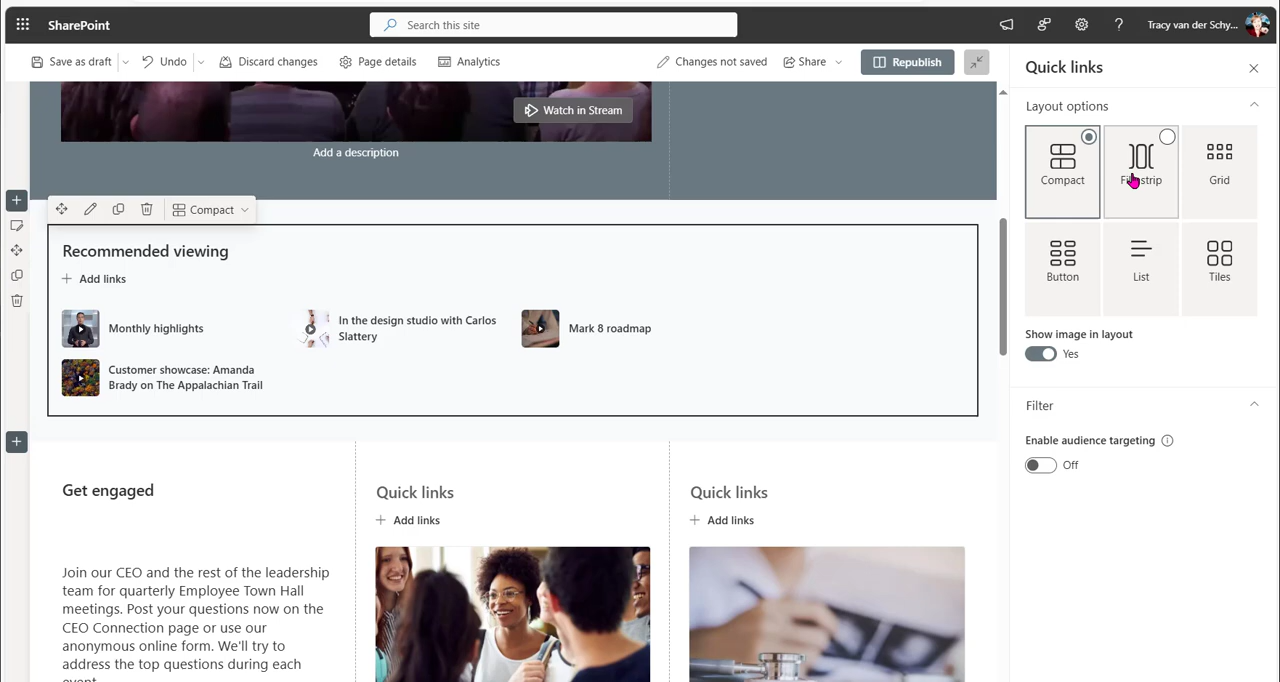 SharePoint
Search this site
Tracy van der Schy...
Save as draft
Undo
Discard changes
Page details
Analytics
Changes not saved
Share
Republish
Watch in Stream
Add a description
Compact
Recommended viewing
Add links
Monthly highlights
In the design studio with Carlos
Slattery
Mark 8 roadmap
Customer showcase: Amanda
Brady on The Appalachian Trail
Get engaged
Join our CEO and the rest of the leadership
team for quarterly Employee Town Hall
meetings. Post your questions now on the
CEO Connection page or use our
anonymous online form. We'll try to
address the top questions during each
event.
Quick links
Add links
Quick links
Add links
Quick links
Layout options
Compact
Filmstrip
Grid
Button
List
Tiles
Show image in layout
Yes
Filter
Enable audience targeting
Off